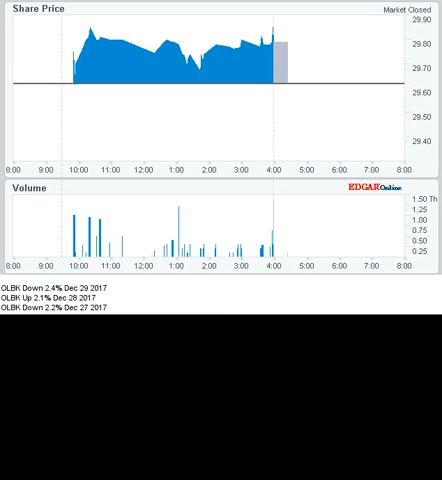 Share Price
Market Closed
29.90
29.80
29.70
29.60
29.50
29.40
8:00 9:00 10:00 11:00 12:00 1:00 2:00 3:00 4:00 5:00 6:00 7:00 8:00
Volume
EDGAR Online
1.50 Th
1.25
1.00
0.75
0.50
0.25
8:00 9:00 10:00 11:00 12:00 1:00 2:00 3:00 4:00 5:00 6:00 7:00 8:00
OLBK Down 2.4% Dec 29 2017
OLBK Up 2.1% Dec 28 2017
OLBK Down 2.2% Dec 27 2017